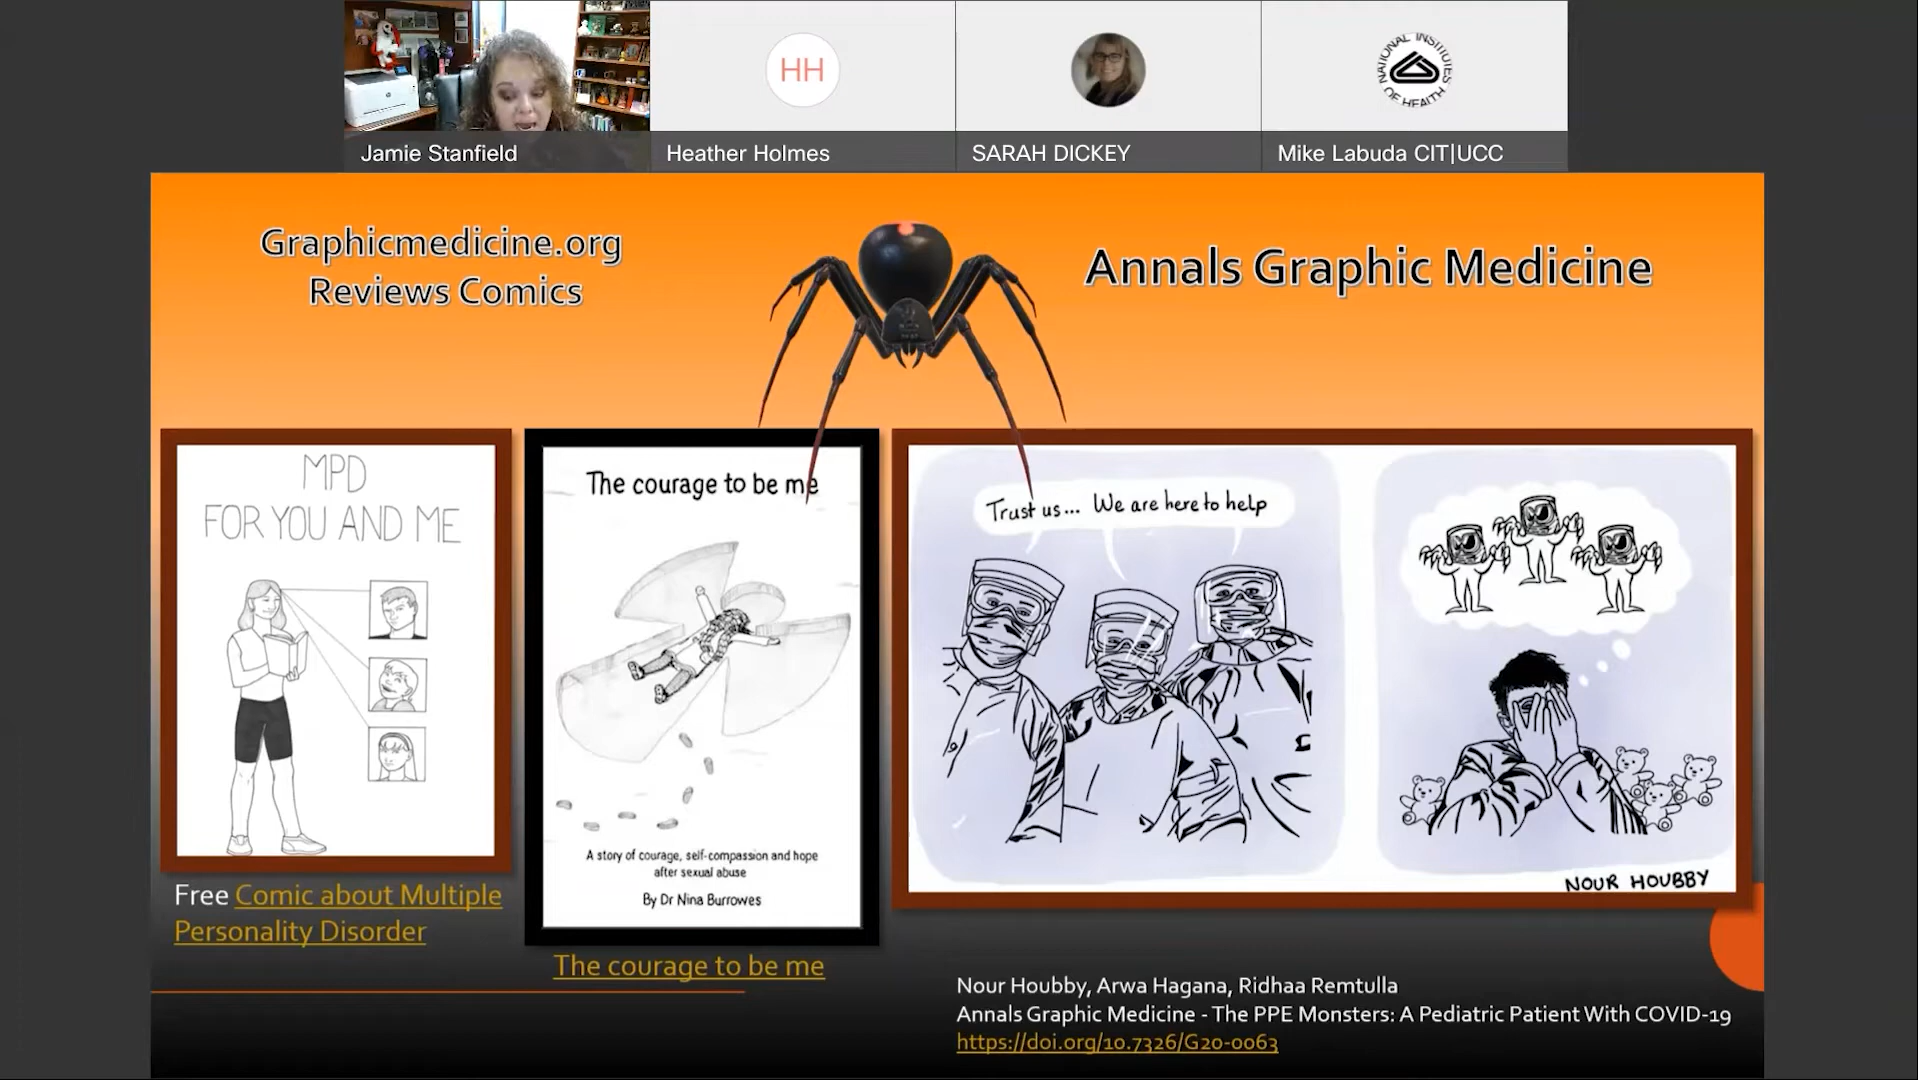 Jamie Stanfield
HH
Heather Holmes
SARAH DICKEY
NATIONAL INSTITUTES
OF HEALTH
Mike Labuda CIT|UCC
Graphicmedicine.org
Reviews Comics
Annals Graphic Medicine
MPD
FOR YOU AND ME
Free Comic about Multiple
Personality Disorder
The courage to be me
A story of courage, self-compassion and hope
after sexual abuse
By Dr Nina Burrowes
The courage to be me
Trust us... We are here to help
NOUR HOUBBY
Nour Houbby, Arwa Hagana, Ridhaa Remtulla
Annals Graphic Medicine - The PPE Monsters: A Pediatric Patient With COVID-19
https://doi.org/10.7326/G20-0063